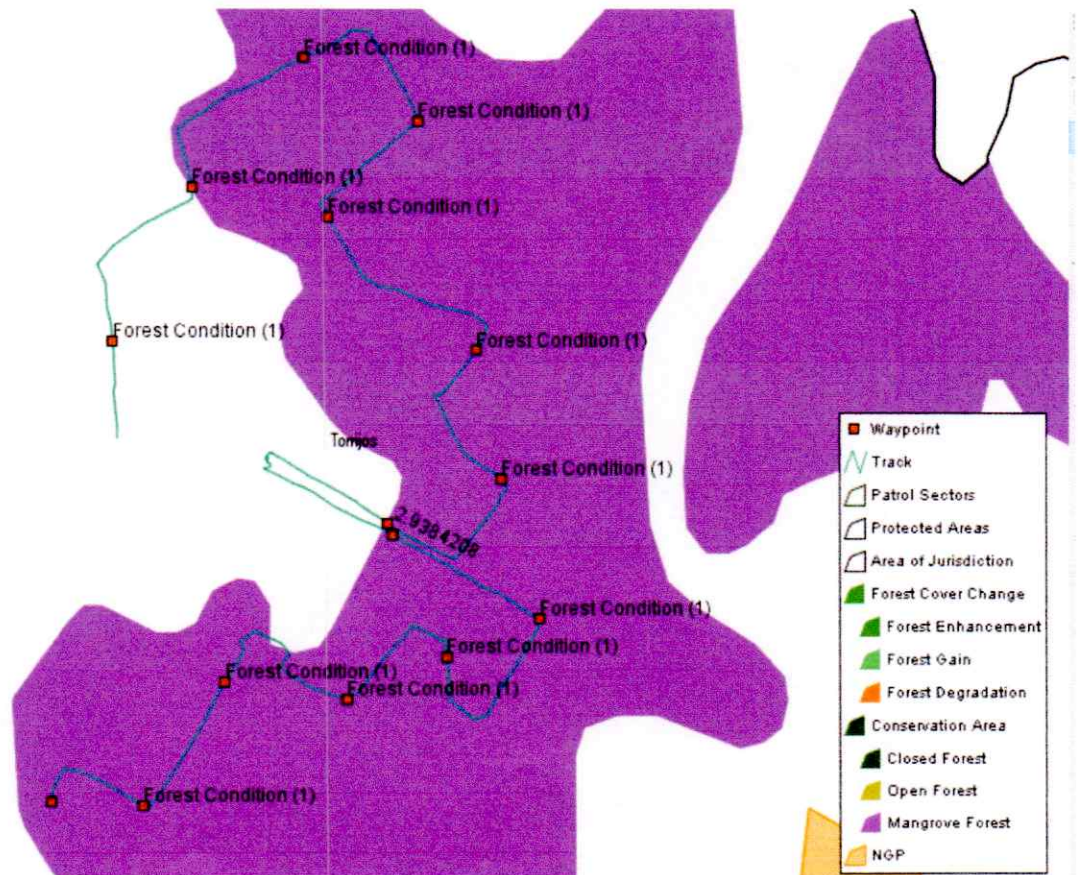 Forest Condition (1)
Forest Condition (1)
Forest Condition (1)
Forest Condition (1)
Forest Condition (1)
Forest Condition (1)
Torrijos
Forest Condition (1)
2.9384208
Forest Condition (1)
Forest Condition (1)
Forest Condition (1)
Forest Condition (1)
Forest Condition (1)
Waypoint
Track
Patrol Sectors
Protected Areas
Area of Jurisdiction
Forest Cover Change
Forest Enhancement
Forest Gain
Forest Degradation
Conservation Area
Closed Forest
Open Forest
Mangrove Forest
NGP